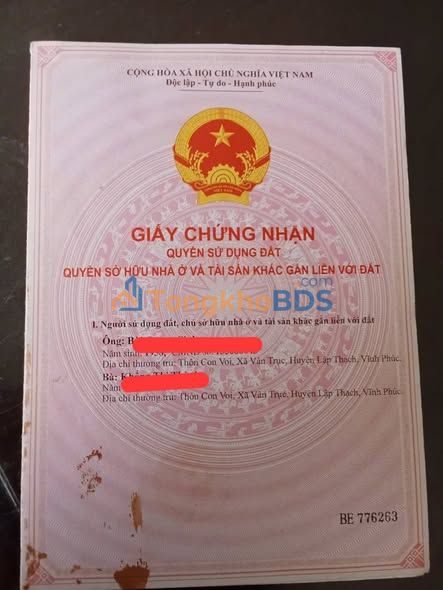 CỘNG HÒA XÃ HỘI CHỦ NGHĨA VIỆT NAM
Độc lập - Tự do - Hạnh phúc
VIỆT NAM
GIẤY CHỨNG NHẬN
QUYỀN SỬ DỤNG ĐẤT
QUYỀN SỞ HỮU NHÀ Ở VÀ TÀI SẢN KHÁC GẮN LIỀN VỚI ĐẤT
TongkhoBDS.com
I. Người sử dụng đất, chủ sở hữu nhà ở và tài sản khác gắn liền với đất
Ông:
Năm sinh
Địa chỉ thường trú: Thôn Con Voi, Xã Vân Trục, Huyện Lập Thạch, Vĩnh Phúc.
Bà:
Năm
Địa chỉ thường trú: Thôn Con Voi, Xã Vân Trục, Huyện Lập Thạch, Vĩnh Phúc.
BE 776263